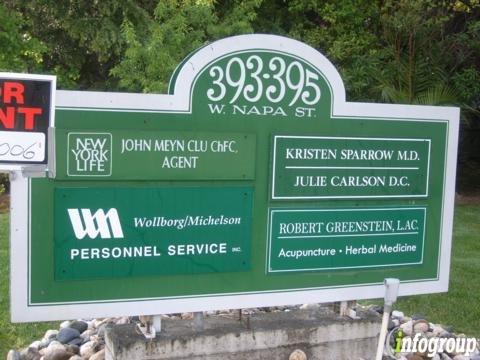 OR
ENT
006
393-395
W. NAPA ST.
NEW YORK LIFE
JOHN MEYN CLU ChFC,
AGENT
Wollborg/Michelson
PERSONNEL SERVICE INC.
KRISTEN SPARROW M.D.
JULIE CARLSON D.C.
ROBERT GREENSTEIN, L.AC.
Acupuncture • Herbal Medicine
infogroup